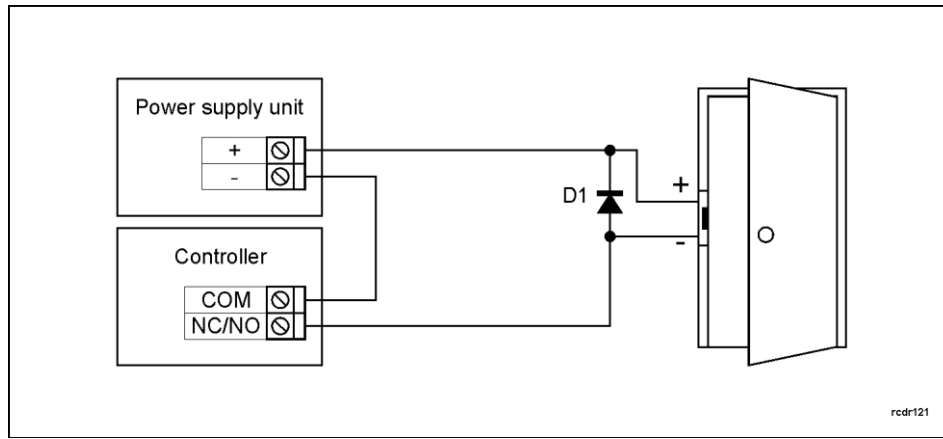 Power supply unit
+
-
Controller
COM
NC/NO
D1
+
-
rcdr121